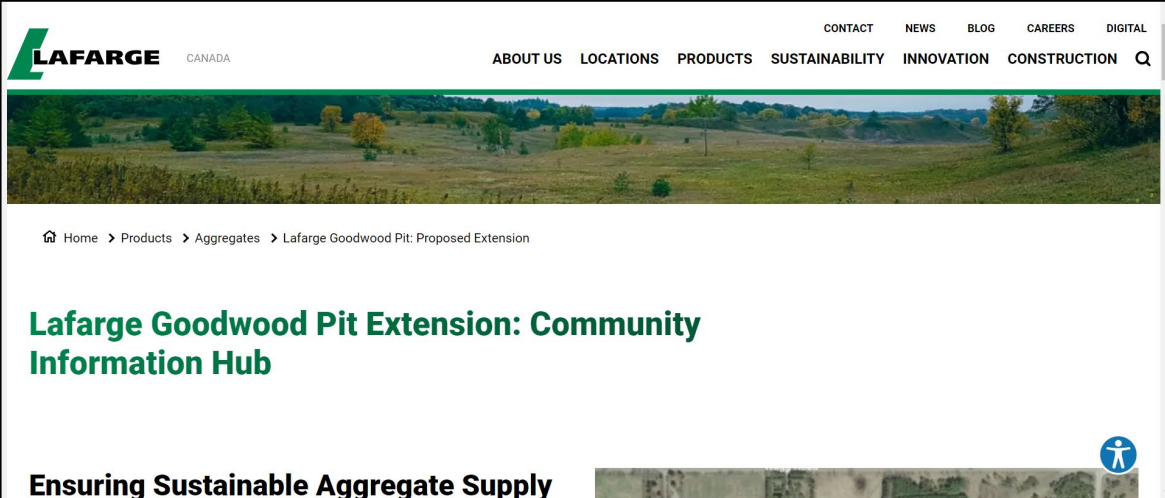 CONTACT NEWS BLOG CAREERS DIGITAL
LAFARGE CANADA ABOUT US LOCATIONS PRODUCTS SUSTAINABILITY INNOVATION CONSTRUCTION
Home > Products > Aggregates > Lafarge Goodwood Pit: Proposed Extension
Lafarge Goodwood Pit Extension: Community
Information Hub
Ensuring Sustainable Aggregate Supply